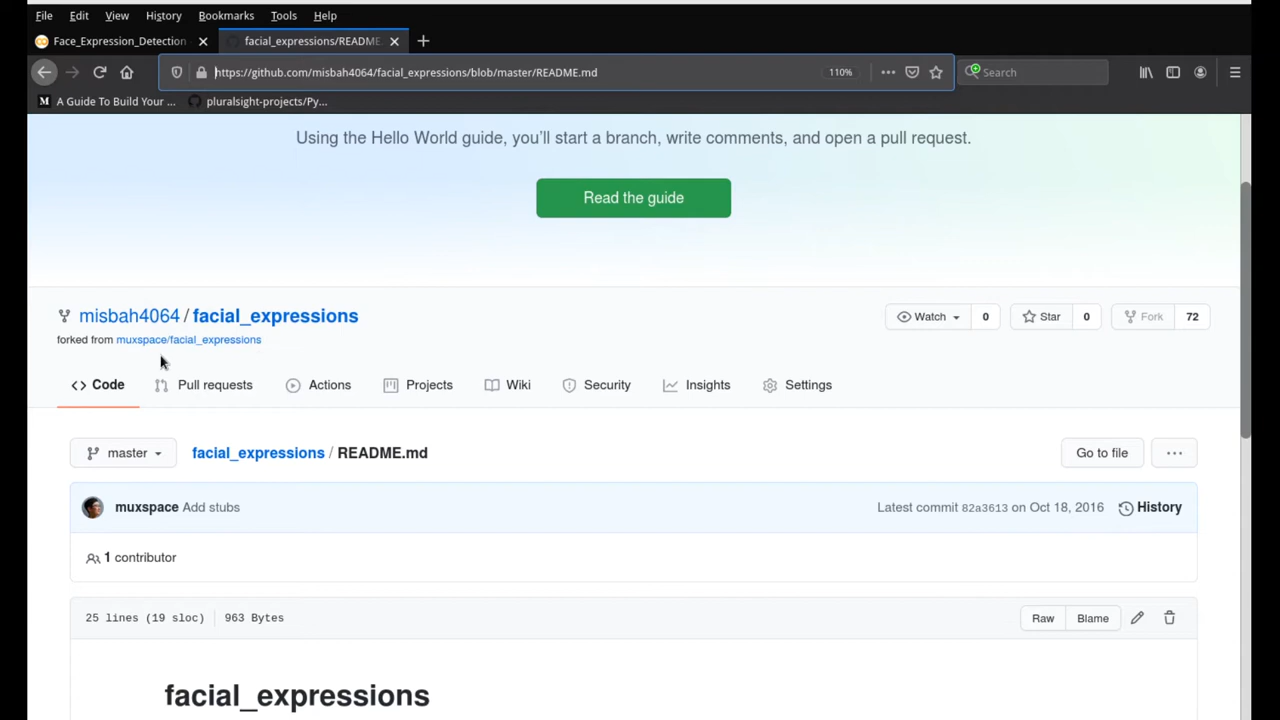 File Edit View History Bookmarks Tools Help
Face_Expression_Detection facial_expressions/README
https://github.com/misbah4064/facial_expressions/blob/master/README.md 110% Search
A Guide To Build Your ... pluralsight-projects/Py...
Using the Hello World guide, you'll start a branch, write comments, and open a pull request.
Read the guide
misbah4064 / facial_expressions Watch 0 Star 0 Fork 72
forked from muxspace/facial_expressions
Code Pull requests Actions Projects Wiki Security Insights Settings
master facial_expressions / README.md Go to file ...
muxspace Add stubs Latest commit 82a3613 on Oct 18, 2016 History
1 contributor
25 lines (19 sloc) 963 Bytes Raw Blame
facial_expressions